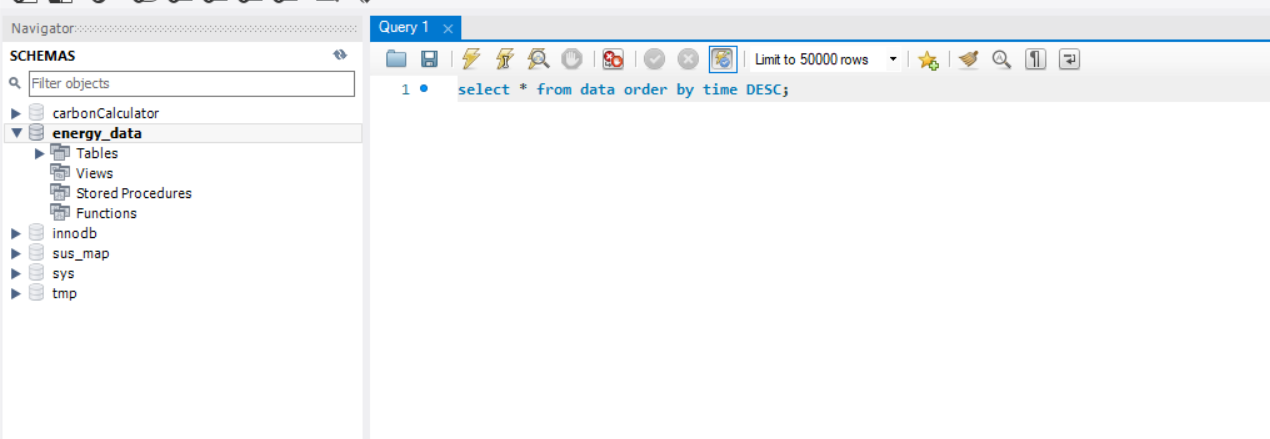 Navigator
SCHEMAS
Filter objects
carbonCalculator
energy_data
Tables
Views
Stored Procedures
Functions
innodb
sus_map
sys
tmp
Query 1
Limit to 50000 rows
1
select * from data order by time DESC;